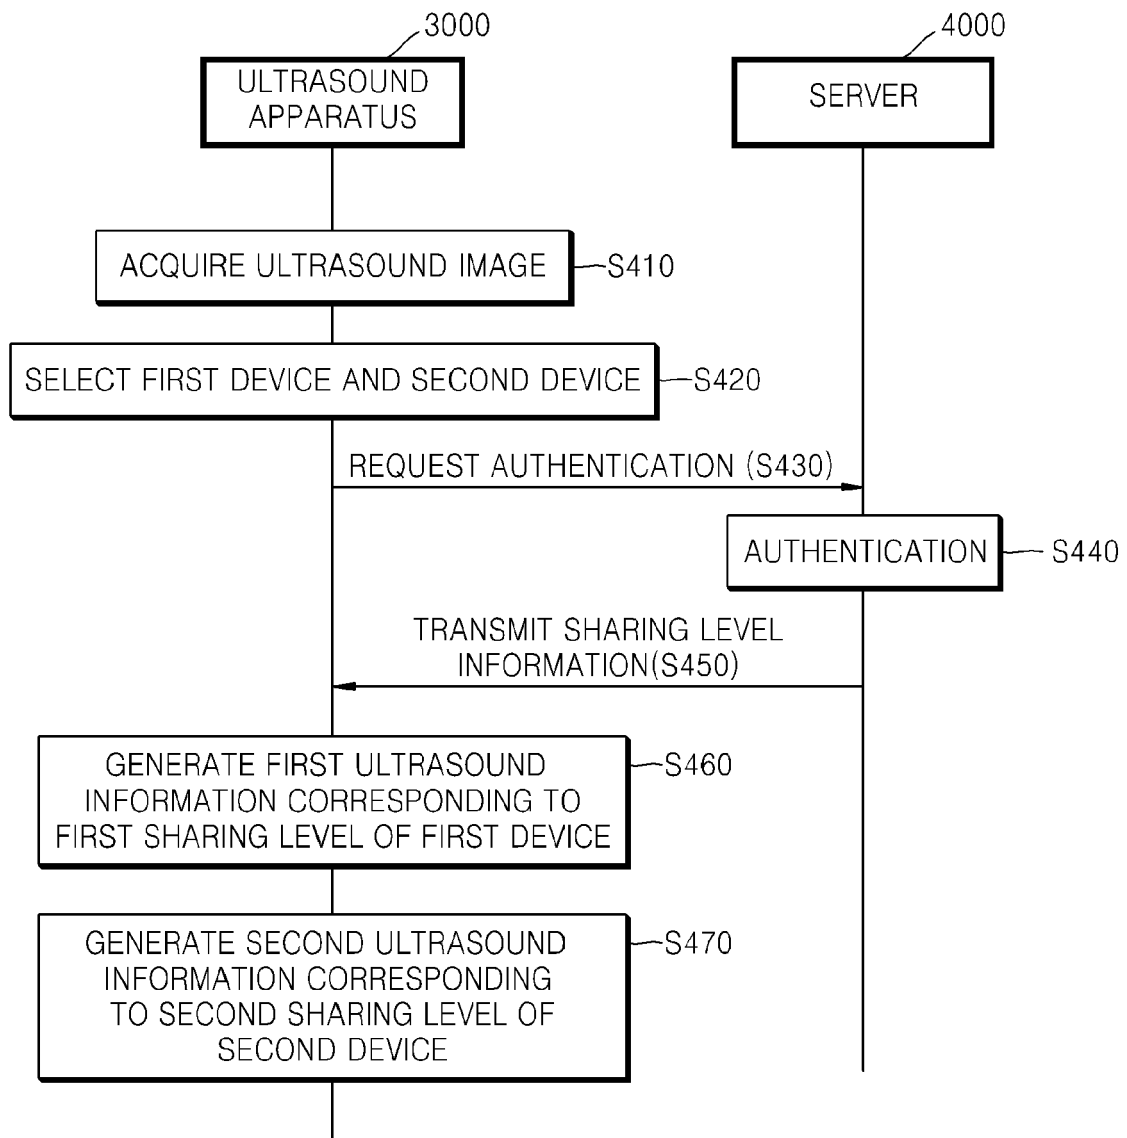 3000
4000
ULTRASOUND
APPARATUS
SERVER
ACQUIRE ULTRASOUND IMAGE
S410
SELECT FIRST DEVICE AND SECOND DEVICE
S420
REQUEST AUTHENTICATION (S430)
AUTHENTICATION
S440
TRANSMIT SHARING LEVEL
INFORMATION(S450)
GENERATE FIRST ULTRASOUND
INFORMATION CORRESPONDING TO
FIRST SHARING LEVEL OF FIRST DEVICE
S460
GENERATE SECOND ULTRASOUND
INFORMATION CORRESPONDING
TO SECOND SHARING LEVEL OF
SECOND DEVICE
S470